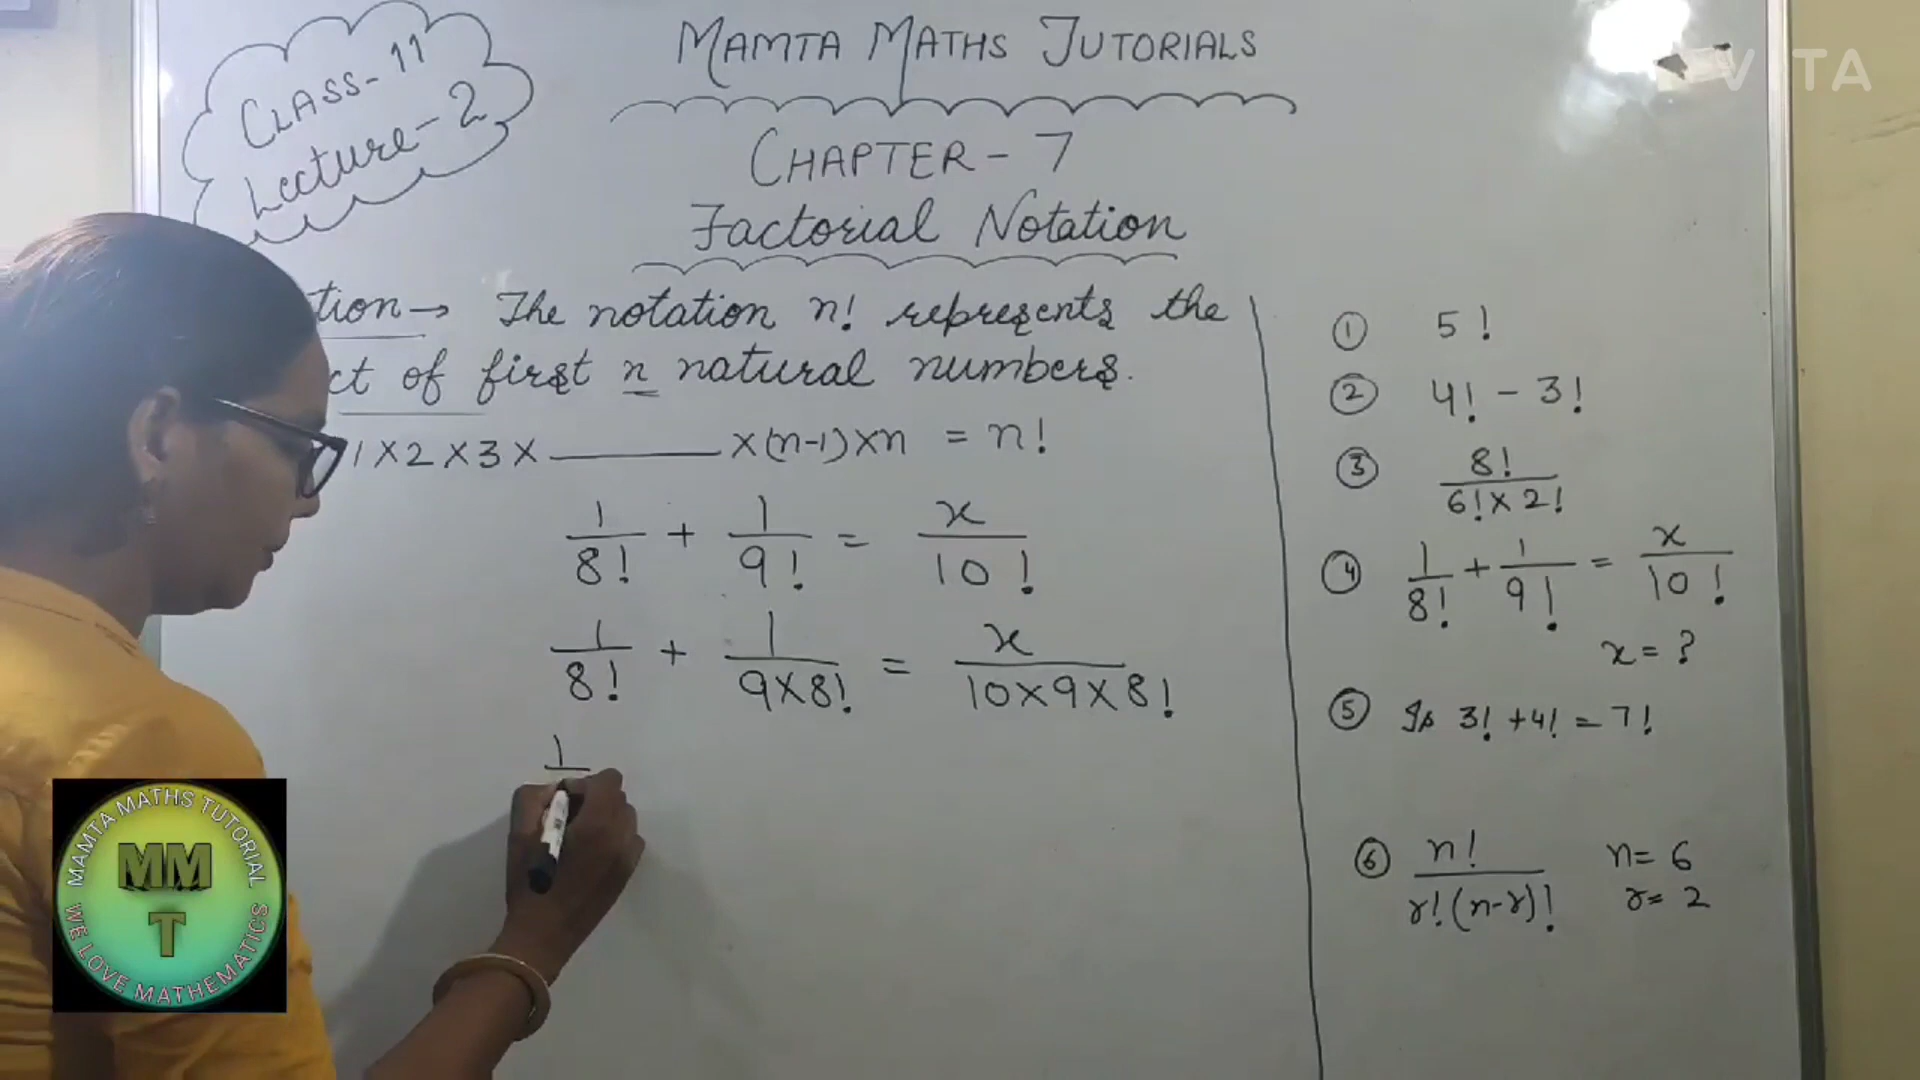 CLASS-11
Lecture-2
MAMTA MATHS TUTORIALS
CHAPTER-7
Factorial Notation
tion→ The notation n! represents the
ct of first n natural numbers.
1×2×3×______×(n-1)×n = n!
1/8! + 1/9! = x/10!
1/8! + 1/9×8! = x/10×9×8!
1
① 5!
② 4! - 3!
③ 8!/6!×2!
④ 1/8! + 1/9! = x/10!
x = ?
⑤ Is 3! + 4! = 7!
⑥ n!/r!(n-r)! n = 6
r = 2
MAMTA MATHS TUTORIAL
MM
T
WE LOVE MATHEMATICS